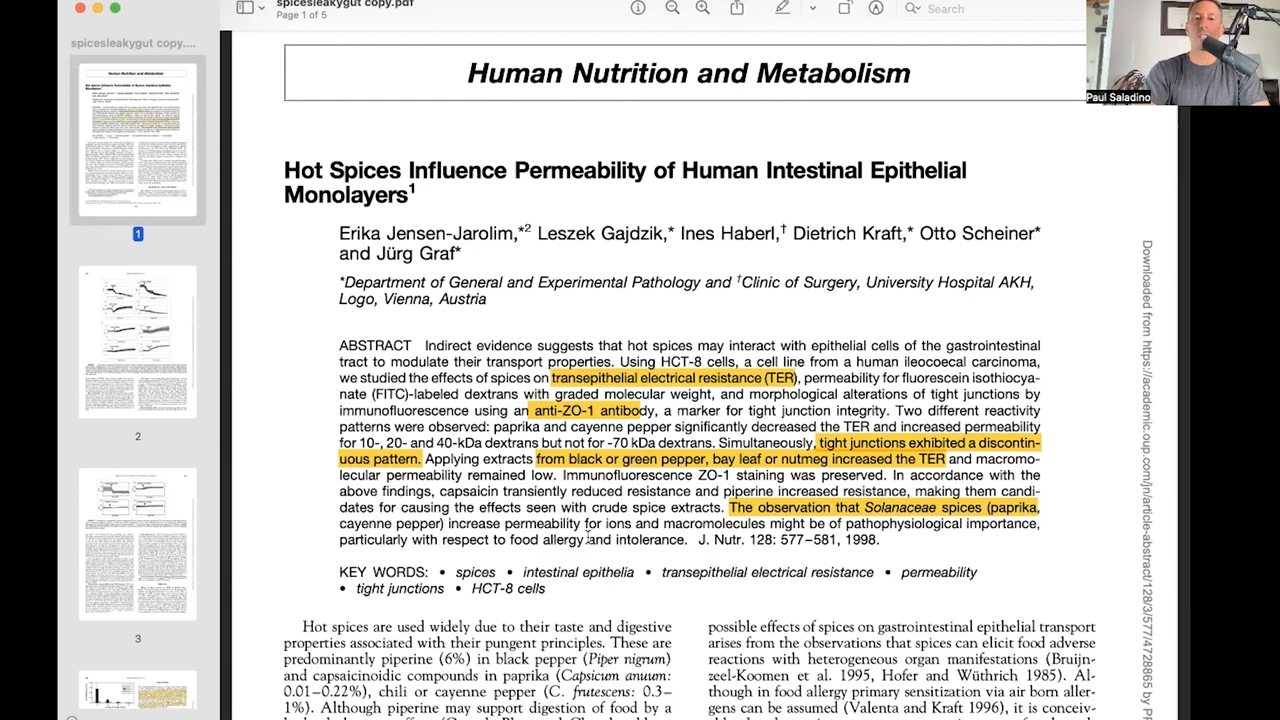 spicesleakygut copy.pdf
Page 1 of 5
Search
spicesleakygut copy....
1
2
3
Paul Saladino
Human Nutrition and Metabolism
Hot Spices Influence Permeability of Human Intestinal Epithelial
Monolayers1
Erika Jensen-Jarolim,*2 Leszek Gajdzik,* Ines Haberl,† Dietrich Kraft,* Otto Scheiner*
and Jürg Graf*
*Department of General and Experimental Pathology and †Clinic of Surgery, University Hospital AKH,
Logo, Vienna, Austria
ABSTRACT Indirect evidence suggests that hot spices may interact with epithelial cells of the gastrointestinal
tract to modulate their transport properties. Using HCT-8 cells, a cell line from a human ileocoecal carcinoma,
we studied the effects of spices on transepithelial electrical resistance (TER), permeability for fluorescein isothiocya-
nate (FITC)-labeled dextrans with graded molecular weight, and morphological alterations of tight junctions by
immunofluorescence using an anti-ZO-1 antibody, a marker for tight junction integrity. Two different reactivity
patterns were observed: paprika and cayenne pepper significantly decreased the TER and increased permeability
for 10-, 20- and 40-kDa dextrans but not for -70 kDa dextrans. Simultaneously, tight junctions exhibited a discontin-
uous pattern. Applying extracts from black or green pepper, bay leaf or nutmeg increased the TER and macromo-
lecular permeability remained low. Immunofluorescence ZO-1 staining was preserved. In accordance with the
above findings, capsaicin transiently reduced resistance and piperine increased resistance, making them candi-
dates for causing the effects seen with crude spice extracts. The observation that Solanaceae spices (paprika,
cayenne pepper) increase permeability for ions and macromolecules might be of pathophysiological importance,
particularly with respect to food allergy and intolerance. J. Nutr. 128: 577–581, 1998.
KEY WORDS: • spices • intestinal epithelia • transepithelial electrical resistance • permeability
• tight junctions • HCT-8 cells
Hot spices are used widely due to their taste and digestive
properties associated with their pungent principles. These are
predominantly piperine (6%) in black pepper (Piper nigrum)
and capsaicinoid compounds in paprika (Capsicum anuum:
0.01–0.22%), chili or cayenne pepper (C. frutescens: 0.3–
1%). Although piperine may support digestion of food by a
possible effects of spices on gastrointestinal epithelial transport
arises from the observations that spices can elicit food adverse
reactions with heterogeneous organ manifestations (Bruijn-
zeel-Koomen et al. 1995, Hofer and Wüthrich 1985). Al-
though in food allergy primary sensitization via air born aller-
gens can be assumed (Valenta and Kraft 1996), it is conceiv-
Downloaded from https://academic.oup.com/jn/article-abstract/128/3/577/4728865 by